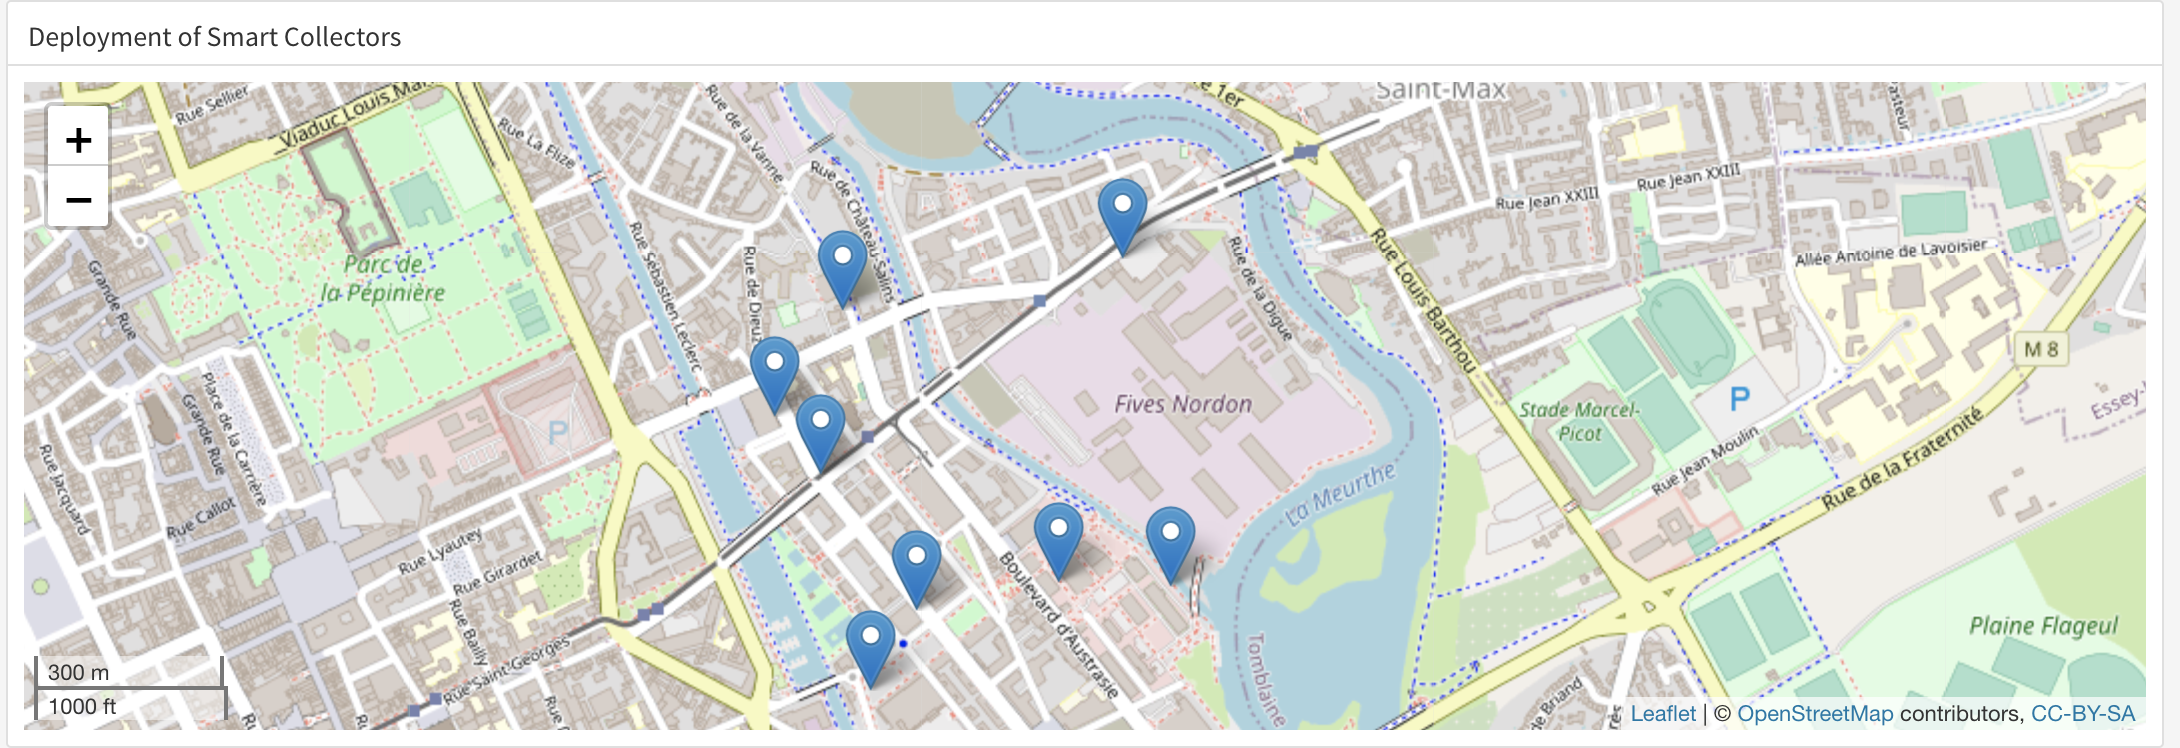 Deployment of Smart Collectors
+
−
Rue Sellier
Viaduc Louis Mar
Rue La Flize
Rue de la Vanne
Rue de Château-Salins
e 1er
Saint-Max
asteur
Rue Jean XXIII
Rue Jean XXIII
Allée Antoine de Lavoisier
Parc de
la Pépinière
Grande Rue
Rue Sébastien Leclerc
Rue de Dieuz
Rue de la Digue
Rue Louis Barthou
M 8
Essey-
Place de la Carrière
Grande Rue
P
Fives Nordon
Stade Marcel-
Picot
P
Rue Jean Moulin
Rue de la Fraternité
Rue Jacquard
Rue Callot
Rue Lyautey
Rue Girardet
Rue Bailly
La Meurthe
Boulevard d'Austrasie
Tomblaine
Plaine Flageul
Rue Saint-Georges
300 m
1000 ft
de Briand
Leaflet | © OpenStreetMap contributors, CC-BY-SA